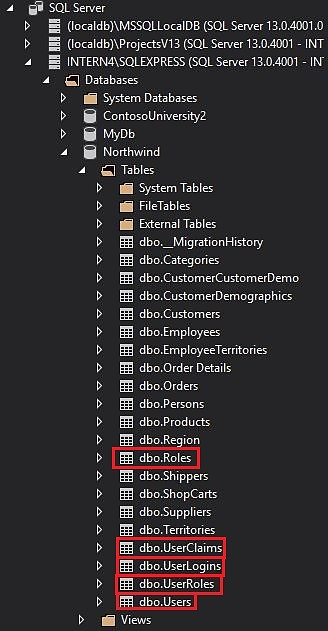 SQL Server
(localdb)\MSSQLLocalDB (SQL Server 13.0.4001.0
(localdb)\ProjectsV13 (SQL Server 13.0.4001 - INT
INTERN4\SQLEXPRESS (SQL Server 13.0.4001 - INT
Databases
System Databases
ContosoUniversity2
MyDb
Northwind
Tables
System Tables
FileTables
External Tables
dbo.__MigrationHistory
dbo.Categories
dbo.CustomerCustomerDemo
dbo.CustomerDemographics
dbo.Customers
dbo.Employees
dbo.EmployeeTerritories
dbo.Order Details
dbo.Orders
dbo.Persons
dbo.Products
dbo.Region
dbo.Roles
dbo.Shippers
dbo.ShopCarts
dbo.Suppliers
dbo.Territories
dbo.UserClaims
dbo.UserLogins
dbo.UserRoles
dbo.Users
Views